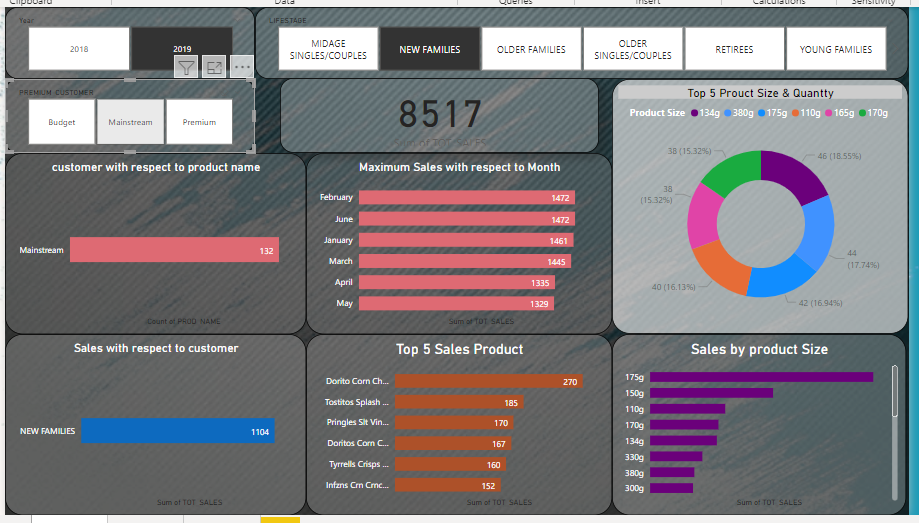 Clipboard
Data
Queries
Insert
Calculations
Sensitivity
Year
2018
2019
LIFESTAGE
MIDAGE
SINGLES/COUPLES
NEW FAMILIES
OLDER FAMILIES
OLDER
SINGLES/COUPLES
RETIREES
YOUNG FAMILIES
PREMIUM CUSTOMER
Budget
Mainstream
Premium
8517
Sum of TOT_SALES
Top 5 Prouct Size & Quantty
Product Size
134g
380g
175g
110g
165g
170g
46 (18.55%)
44
(17.74%)
42 (16.94%)
40 (16.13%)
38
(15.32%)
38 (15.32%)
customer with respect to product name
Mainstream
132
Count of PROD_NAME
Maximum Sales with respect to Month
February 1472
June 1472
January 1461
March 1445
April 1335
May 1329
Sum of TOT_SALES
Sales with respect to customer
NEW FAMILIES 1104
Sum of TOT_SALES
Top 5 Sales Product
Dorito Corn Ch... 270
Tostitos Splash ... 185
Pringles Slt Vin... 170
Doritos Corn C... 167
Tyrrells Crisps ... 160
Infzns Crn Crnc... 152
Sum of TOT_SALES
Sales by product Size
175g
150g
110g
170g
134g
330g
380g
300g
Sum of TOT_SALES